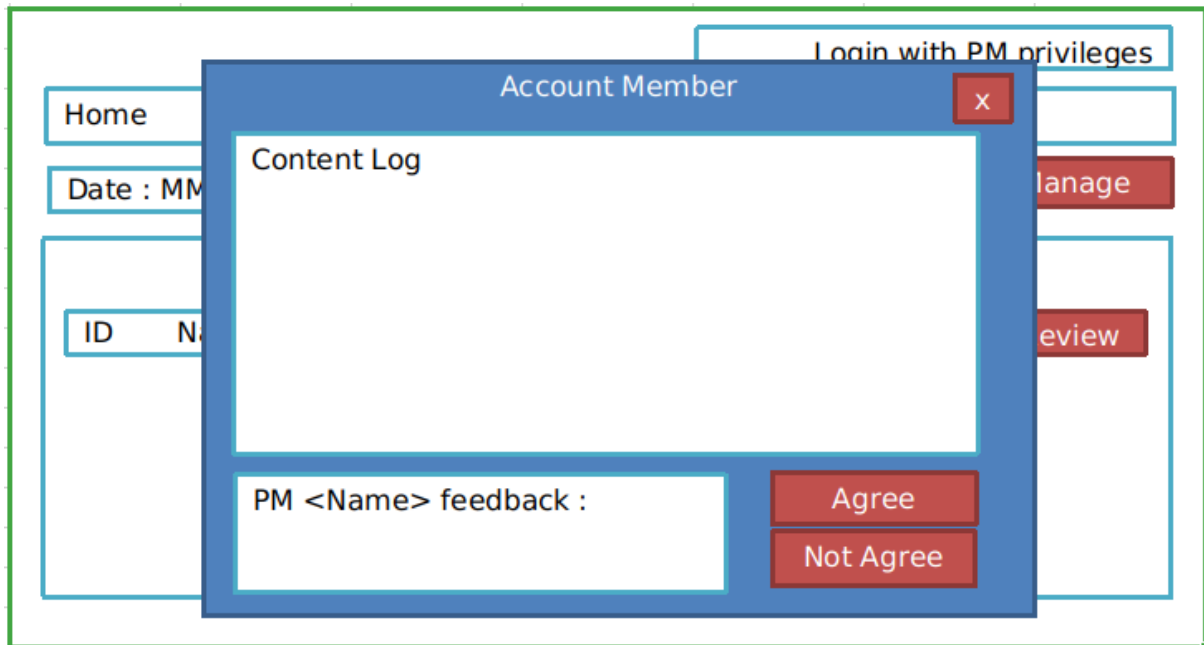 Login with PM privileges
Account Member
x
Home
Content Log
Date : MM
anage
ID Na
eview
PM <Name> feedback :
Agree
Not Agree